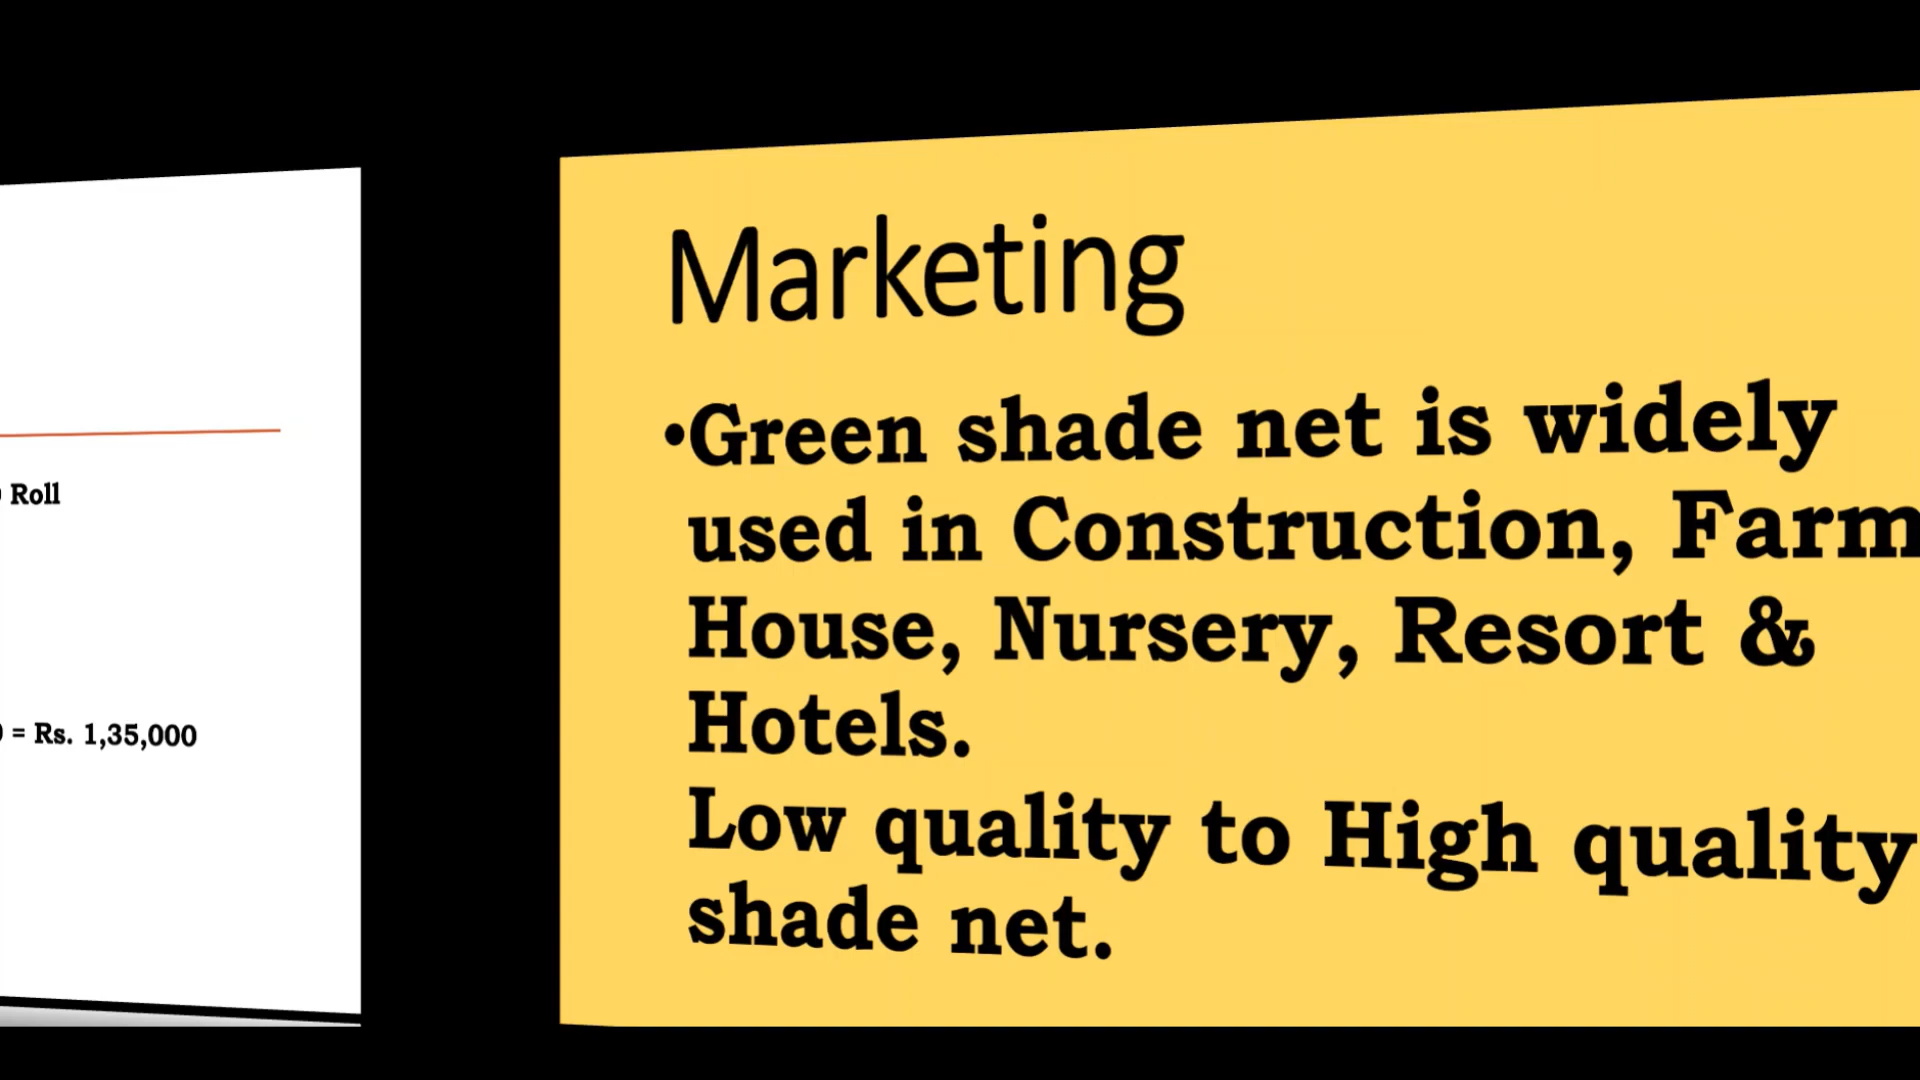 Roll
= Rs. 1,35,000
Marketing
•Green shade net is widely
used in Construction, Farm
House, Nursery, Resort &
Hotels.
Low quality to High quality
shade net.